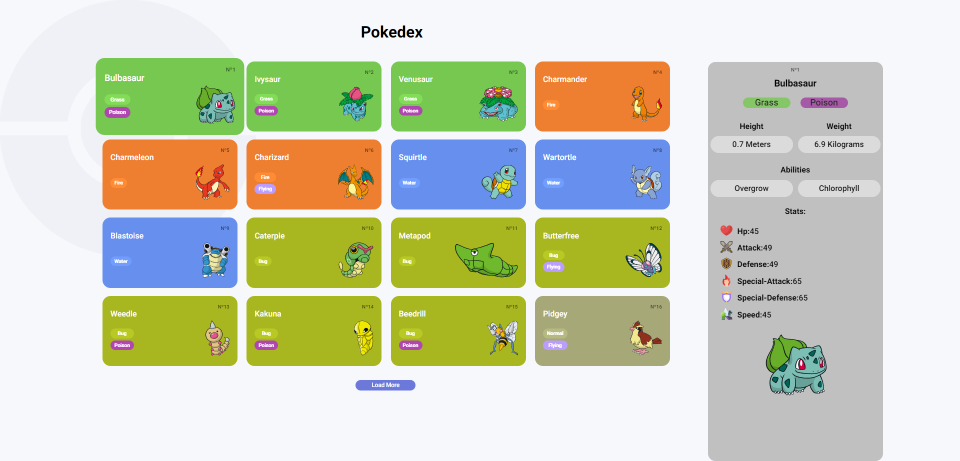 Pokedex
N°1
Bulbasaur
Grass
Poison
N°2
Ivysaur
Grass
Poison
N°3
Venusaur
Grass
Poison
N°4
Charmander
Fire
N°5
Charmeleon
Fire
N°6
Charizard
Fire
Flying
N°7
Squirtle
Water
N°8
Wartortle
Water
N°9
Blastoise
Water
N°10
Caterpie
Bug
N°11
Metapod
Bug
N°12
Butterfree
Bug
Flying
N°13
Weedle
Bug
Poison
N°14
Kakuna
Bug
Poison
N°15
Beedrill
Bug
Poison
N°16
Pidgey
Normal
Flying
Load More
N°1
Bulbasaur
Grass Poison
Height Weight
0.7 Meters 6.9 Kilograms
Abilities
Overgrow Chlorophyll
Stats:
Hp:45
Attack:49
Defense:49
Special-Attack:65
Special-Defense:65
Speed:45